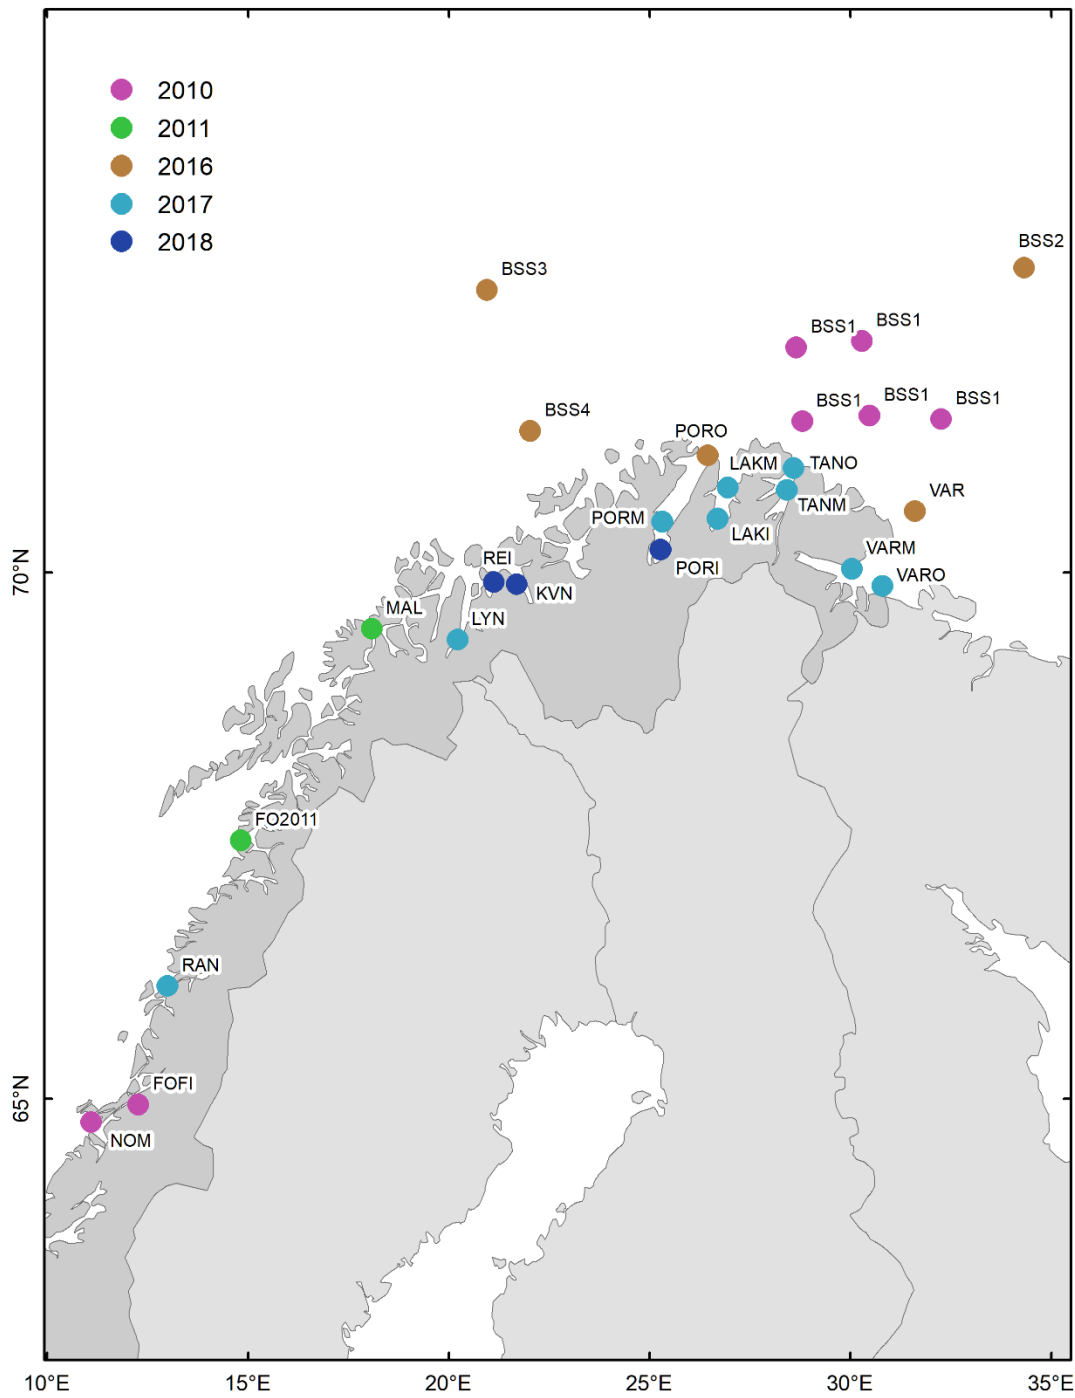 2010
2011
2016
2017
2018
BSS2
BSS3
BSS1
BSS1
BSS1
BSS1
BSS1
BSS4
PORO
LAKM
TANO
TANM
VAR
PORM
LAKI
VARM
PORI
VARO
REI
KVN
MAL
LYN
FO2011
RAN
FOFI
NOM
70°N
65°N
10°E
15°E
20°E
25°E
30°E
35°E